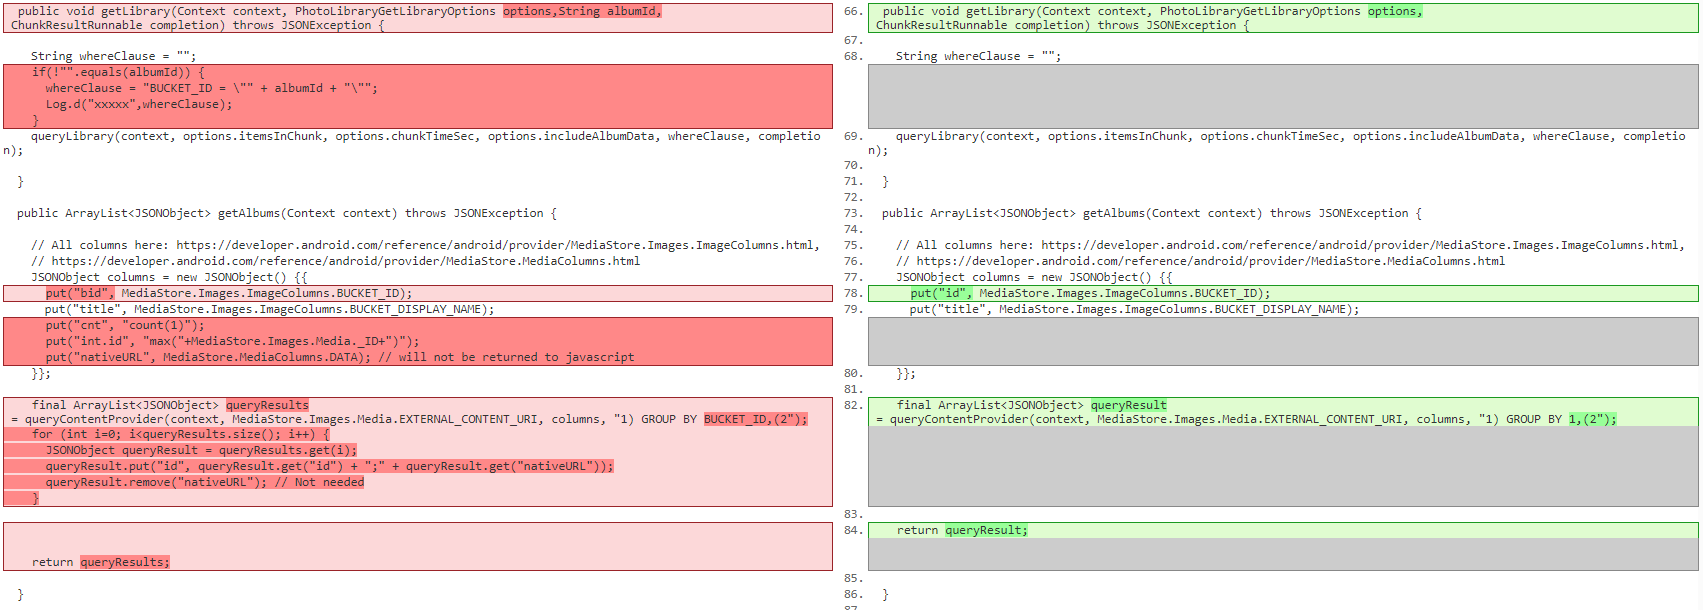 public void getLibrary(Context context, PhotoLibraryGetLibraryOptions options,String albumId,
ChunkResultRunnable completion) throws JSONException {
String whereClause = "";
if(!"".equals(albumId)) {
whereClause = "BUCKET_ID = \"" + albumId + "\"";
Log.d("xxxxx",whereClause);
}
queryLibrary(context, options.itemsInChunk, options.chunkTimeSec, options.includeAlbumData, whereClause, completio
n);
}
public ArrayList<JSONObject> getAlbums(Context context) throws JSONException {
// All columns here: https://developer.android.com/reference/android/provider/MediaStore.Images.ImageColumns.html,
// https://developer.android.com/reference/android/provider/MediaStore.MediaColumns.html
JSONObject columns = new JSONObject() {{
put("bid", MediaStore.Images.ImageColumns.BUCKET_ID);
put("title", MediaStore.Images.ImageColumns.BUCKET_DISPLAY_NAME);
put("cnt", "count(1)");
put("int.id", "max("+MediaStore.Images.Media._ID+")");
put("nativeURL", MediaStore.MediaColumns.DATA); // will not be returned to javascript
}};
final ArrayList<JSONObject> queryResults
= queryContentProvider(context, MediaStore.Images.Media.EXTERNAL_CONTENT_URI, columns, "1) GROUP BY BUCKET_ID,(2");
for (int i=0; i<queryResults.size(); i++) {
JSONObject queryResult = queryResults.get(i);
queryResult.put("id", queryResult.get("id") + ";" + queryResult.get("nativeURL"));
queryResult.remove("nativeURL"); // Not needed
}
return queryResults;
}
66. public void getLibrary(Context context, PhotoLibraryGetLibraryOptions options,
ChunkResultRunnable completion) throws JSONException {
67.
68. String whereClause = "";
69. queryLibrary(context, options.itemsInChunk, options.chunkTimeSec, options.includeAlbumData, whereClause, completio
n);
70.
71. }
72.
73. public ArrayList<JSONObject> getAlbums(Context context) throws JSONException {
74.
75. // All columns here: https://developer.android.com/reference/android/provider/MediaStore.Images.ImageColumns.html,
76. // https://developer.android.com/reference/android/provider/MediaStore.MediaColumns.html
77. JSONObject columns = new JSONObject() {{
78. put("id", MediaStore.Images.ImageColumns.BUCKET_ID);
79. put("title", MediaStore.Images.ImageColumns.BUCKET_DISPLAY_NAME);
80. }};
81.
82. final ArrayList<JSONObject> queryResult
= queryContentProvider(context, MediaStore.Images.Media.EXTERNAL_CONTENT_URI, columns, "1) GROUP BY 1,(2");
83.
84. return queryResult;
85.
86. }
87.